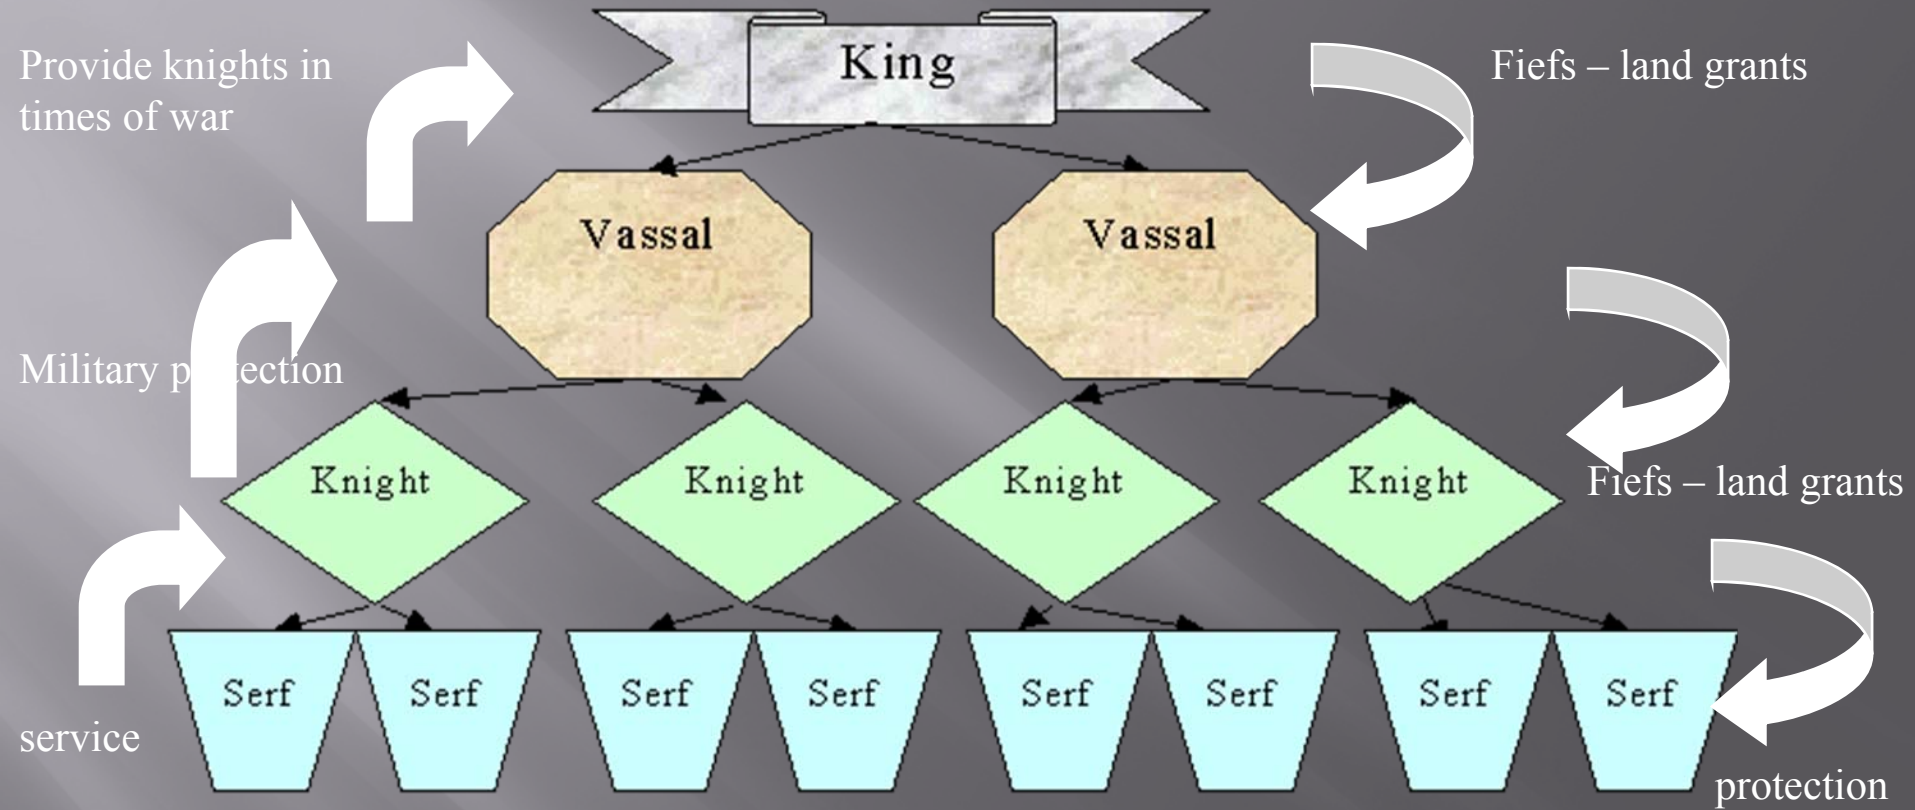 King
Provide knights in
times of war
Fiefs – land grants
Vassal
Vassal
Military protection
Knight
Knight
Knight
Knight
Fiefs – land grants
Serf
Serf
Serf
Serf
Serf
Serf
Serf
Serf
service
protection